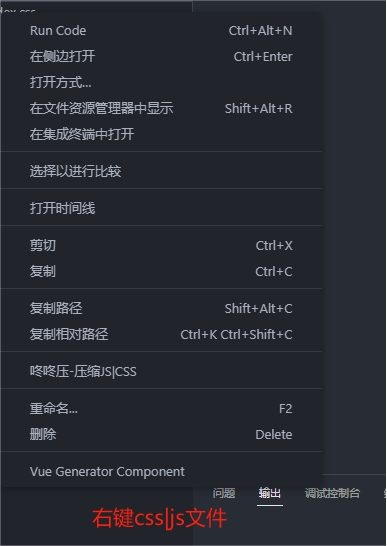 Run Code Ctrl+Alt+N
在侧边打开 Ctrl+Enter
打开方式...
在文件资源管理器中显示 Shift+Alt+R
在集成终端中打开
选择以进行比较
打开时间线
剪切 Ctrl+X
复制 Ctrl+C
复制路径 Shift+Alt+C
复制相对路径 Ctrl+K Ctrl+Shift+C
咚咚压-压缩JS|CSS
重命名... F2
删除 Delete
Vue Generator Component
问题 输出 调试控制台
右键css|js文件